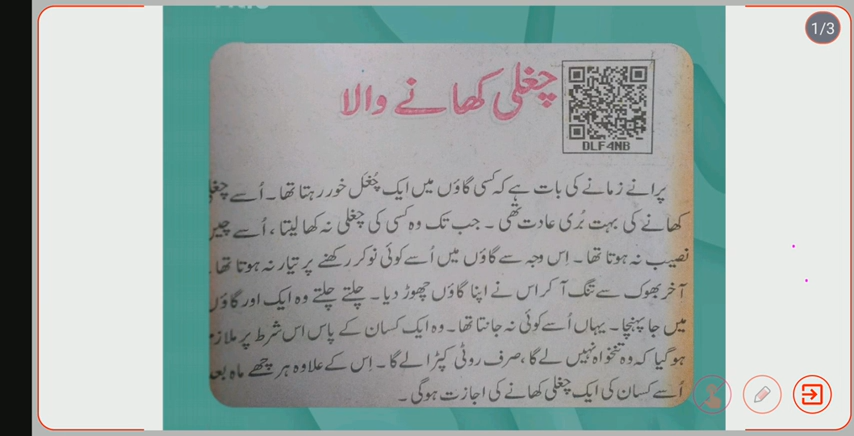 1/3
چغلی کھانے والا
DLF4NB
پرانے زمانے کی بات ہے کہ کسی گاؤں میں ایک چُغل خور رہتا تھا۔ اُسے
کھانے کی بہت بُری عادت تھی۔ جب تک وہ کسی کی چغلی نہ کھا لیتا، اُسے
نصیب نہ ہوتا تھا۔ اِس وجہ سے گاؤں میں اُسے کوئی نوکر رکھنے پر تیار نہ ہوتا تھا۔
آخر بھوک سے تنگ آ کر اس نے اپنا گاؤں چھوڑ دیا۔ چلتے چلتے وہ ایک اور گاؤں
میں جا پہنچا۔ یہاں اُسے کوئی نہ جانتا تھا۔ وہ ایک کسان کے پاس اس شرط پر
ہو گیا کہ وہ تنخواہ نہیں لے گا، صرف روٹی کپڑا لے گا۔ اِس کے علاوہ ہر چھے ماہ بعد
اُسے کسان کی ایک چغلی کھانے کی اجازت ہوگی۔